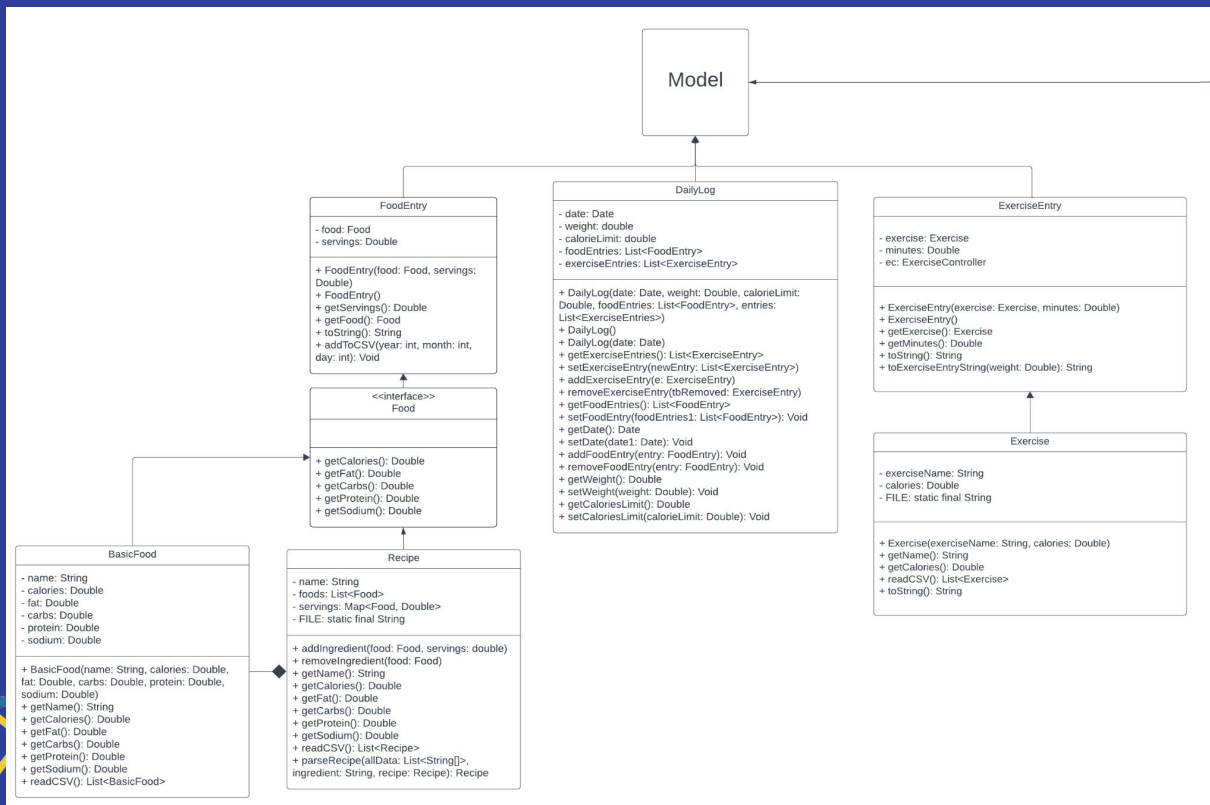 Model
FoodEntry
- food: Food
- servings: Double
+ FoodEntry(food: Food, servings:
Double)
+ FoodEntry()
+ getServings(): Double
+ getFood(): Food
+ toString(): String
+ addToCSV(year: int, month: int,
day: int): Void
<<interface>>
Food
+ getCalories(): Double
+ getFat(): Double
+ getCarbs(): Double
+ getProtein(): Double
+ getSodium(): Double
BasicFood
- name: String
- calories: Double
- fat: Double
- carbs: Double
- protein: Double
- sodium: Double
+ BasicFood(name: String, calories: Double,
fat: Double, carbs: Double, protein: Double,
sodium: Double)
+ getName(): String
+ getCalories(): Double
+ getFat(): Double
+ getCarbs(): Double
+ getProtein(): Double
+ getSodium(): Double
+ readCSV(): List<BasicFood>
Recipe
- name: String
- foods: List<Food>
- servings: Map<Food, Double>
- FILE: static final String
+ addIngredient(food: Food, servings: double)
+ removeIngredient(food: Food)
+ getName(): String
+ getCalories(): Double
+ getFat(): Double
+ getCarbs(): Double
+ getProtein(): Double
+ getSodium(): Double
+ readCSV(): List<Recipe>
+ parseRecipe(allData: List<String[]>,
ingredient: String, recipe: Recipe): Recipe
DailyLog
- date: Date
- weight: double
- calorieLimit: double
- foodEntries: List<FoodEntry>
- exerciseEntries: List<ExerciseEntry>
+ DailyLog(date: Date, weight: Double, calorieLimit:
Double, foodEntries: List<FoodEntry>, entries:
List<ExerciseEntries>)
+ DailyLog()
+ DailyLog(date: Date)
+ getExerciseEntries(): List<ExerciseEntry>
+ setExerciseEntry(newEntry: List<ExerciseEntry>)
+ addExerciseEntry(e: ExerciseEntry)
+ removeExerciseEntry(tbRemoved: ExerciseEntry)
+ getFoodEntries(): List<FoodEntry>
+ setFoodEntry(foodEntries1: List<FoodEntry>): Void
+ getDate(): Date
+ setDate(date1: Date): Void
+ addFoodEntry(entry: FoodEntry): Void
+ removeFoodEntry(entry: FoodEntry): Void
+ getWeight(): Double
+ setWeight(weight: Double): Void
+ getCaloriesLimit(): Double
+ setCaloriesLimit(calorieLimit: Double): Void
ExerciseEntry
- exercise: Exercise
- minutes: Double
- ec: ExerciseController
+ ExerciseEntry(exercise: Exercise, minutes: Double)
+ ExerciseEntry()
+ getExercise(): Exercise
+ getMinutes(): Double
+ toString(): String
+ toExerciseEntryString(weight: Double): String
Exercise
- exerciseName: String
- calories: Double
- FILE: static final String
+ Exercise(exerciseName: String, calories: Double)
+ getName(): String
+ getCalories(): Double
+ readCSV(): List<Exercise>
+ toString(): String